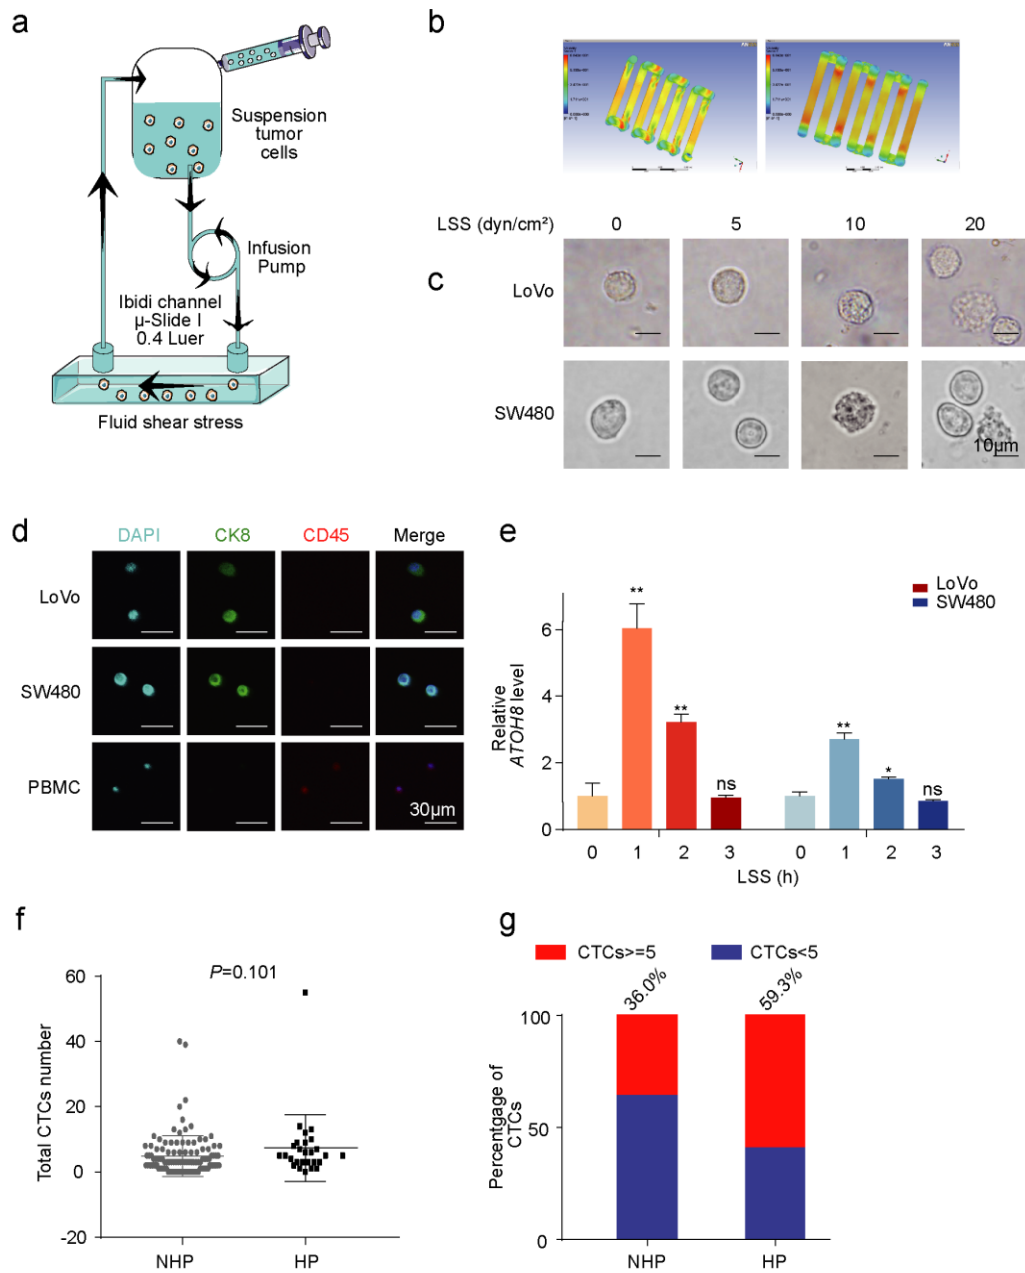 a
Suspension
tumor
cells
Infusion
Pump
Ibidi channel
μ-Slide I
0.4 Luer
Fluid shear stress
b
LSS (dyn/cm²) 0 5 10 20
c
LoVo
SW480
10μm
d
DAPI CK8 CD45 Merge
LoVo
SW480
PBMC
30μm
e
LoVo
SW480
Relative
ATOH8 level
6
4
2
0
** ** ns ** * ns
0 1 2 3 0 1 2 3
LSS (h)
f
P=0.101
Total CTCs number
60
40
20
0
-20
NHP HP
g
CTCs>=5 CTCs<5
36.0% 59.3%
Percentgage of
CTCs
100
50
0
NHP HP